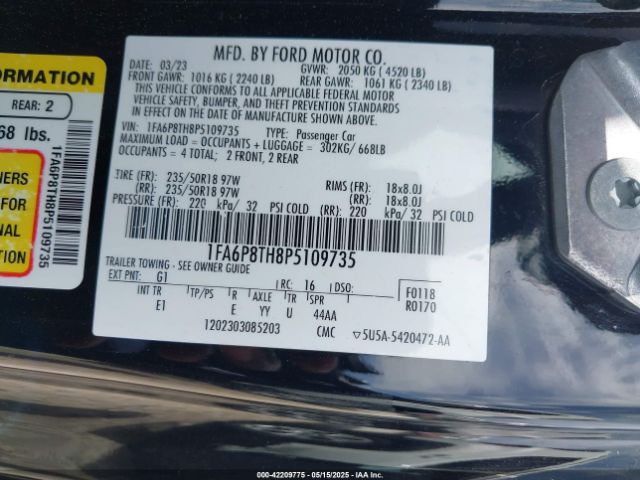 MFD. BY FORD MOTOR CO.
DATE: 03/23 GVWR: 2050 KG (4520 LB)
FRONT GAWR: 1016 KG (2240 LB) REAR GAWR: 1061 KG (2340 LB)
THIS VEHICLE CONFORMS TO ALL APPLICABLE FEDERAL MOTOR
VEHICLE SAFETY, BUMPER, AND THEFT PREVENTION STANDARDS
IN EFFECT ON THE DATE OF MANUFACTURE SHOWN ABOVE.
VIN: 1FA6P8TH8P5109735 TYPE: Passenger Car
MAXIMUM LOAD = OCCUPANTS + LUGGAGE = 302KG/ 668LB
OCCUPANTS = 4 TOTAL; 2 FRONT, 2 REAR
TIRE (FR): 235/50R18 97W RIMS (FR): 18x8.0J
(RR): 235/50R18 97W (RR): 18x8.0J
PRESSURE (FR): 220 kPa/ 32 PSI COLD (RR): 220 kPa/ 32 PSI COLD
1FA6P8TH8P5109735
TRAILER TOWING - SEE OWNER GUIDE
EXT PNT: G1 RC: 16 DSO: F0118
INT TR TP/PS R AXLE TR SPR R0170
E1 E YY U 44AA
1202303085203 CMC ▽5U5A-5420472-AA
FORMATION
REAR: 2
68 lbs.
NERS
FOR
NAL
TION
1FA6P8TH8P5109735
000-42209775 - 05/15/2025 - IAAI.CA